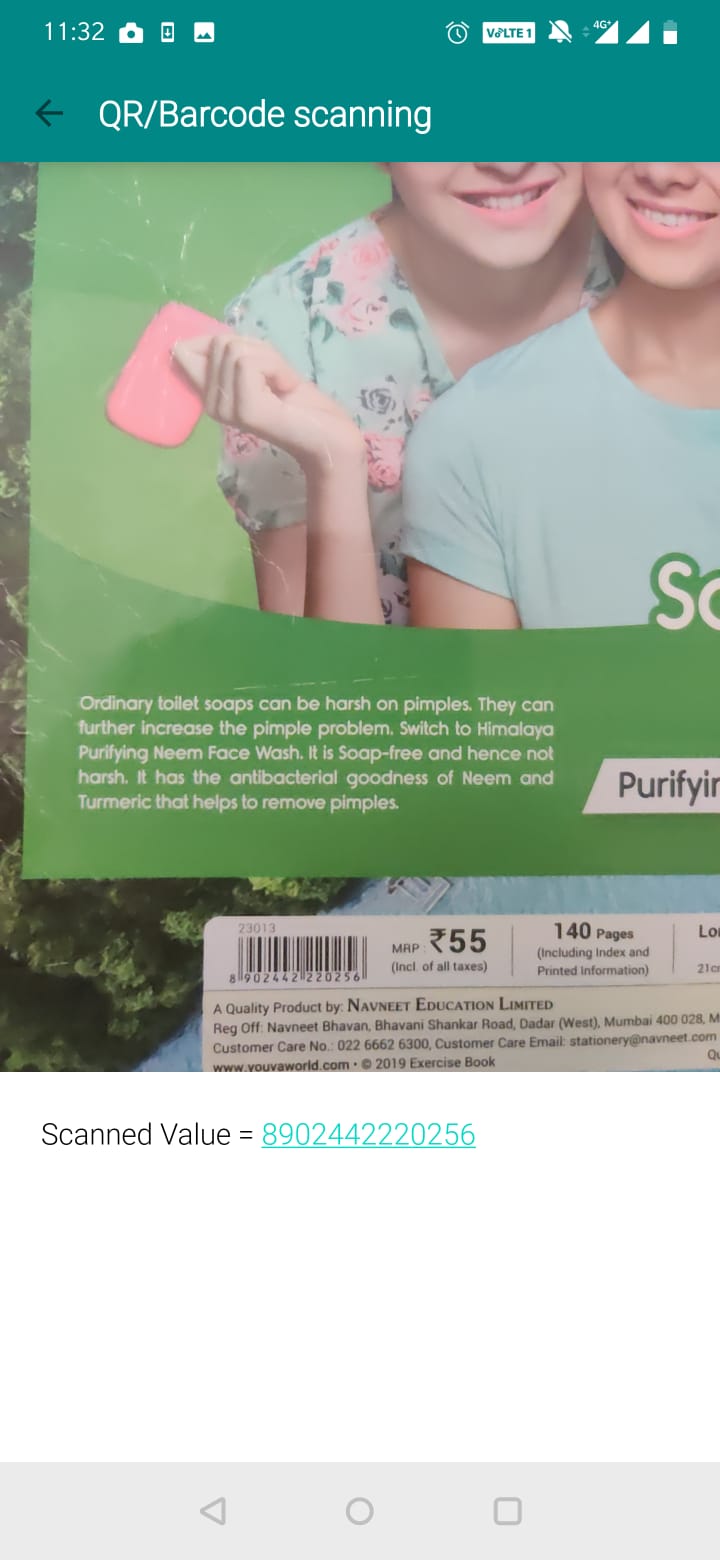 11:32
VoLTE 1
4G+
QR/Barcode scanning
So
Ordinary toilet soaps can be harsh on pimples. They can
further increase the pimple problem. Switch to Himalaya
Purifying Neem Face Wash. It is Soap-free and hence not
harsh. It has the antibacterial goodness of Neem and
Turmeric that helps to remove pimples.
Purifyin
23013
8 902442 220256
MRP : ₹55
(Incl. of all taxes)
140 Pages
(Including Index and
Printed Information)
Lo
21c
A Quality Product by: NAVNEET EDUCATION LIMITED
Reg Off: Navneet Bhavan, Bhavani Shankar Road, Dadar (West), Mumbai 400 028, M
Customer Care No.: 022 6662 6300, Customer Care Email: stationery@navneet.com
Qu
www.youvaworld.com • © 2019 Exercise Book
Scanned Value = 8902442220256